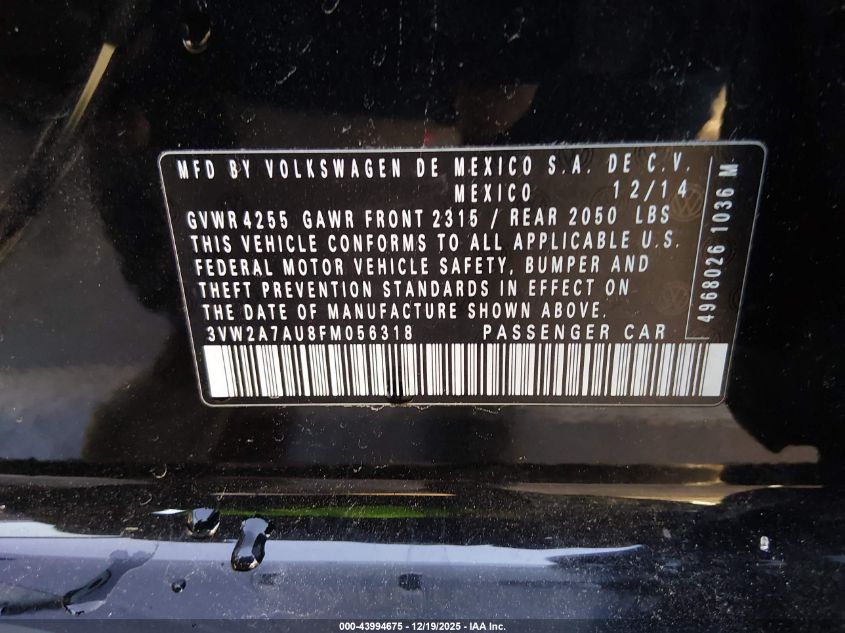 MFD BY VOLKSWAGEN DE MEXICO S.A. DE C.V.
MEXICO 12/14
GVWR 4255 GAWR FRONT 2315 / REAR 2050 LBS
THIS VEHICLE CONFORMS TO ALL APPLICABLE U.S.
FEDERAL MOTOR VEHICLE SAFETY, BUMPER AND
THEFT PREVENTION STANDARDS IN EFFECT ON
THE DATE OF MANUFACTURE SHOWN ABOVE.
3VW2A7AU8FM056318 PASSENGER CAR
4968026 1036 M
000-43994675 - 12/19/2025 - IAA Inc.